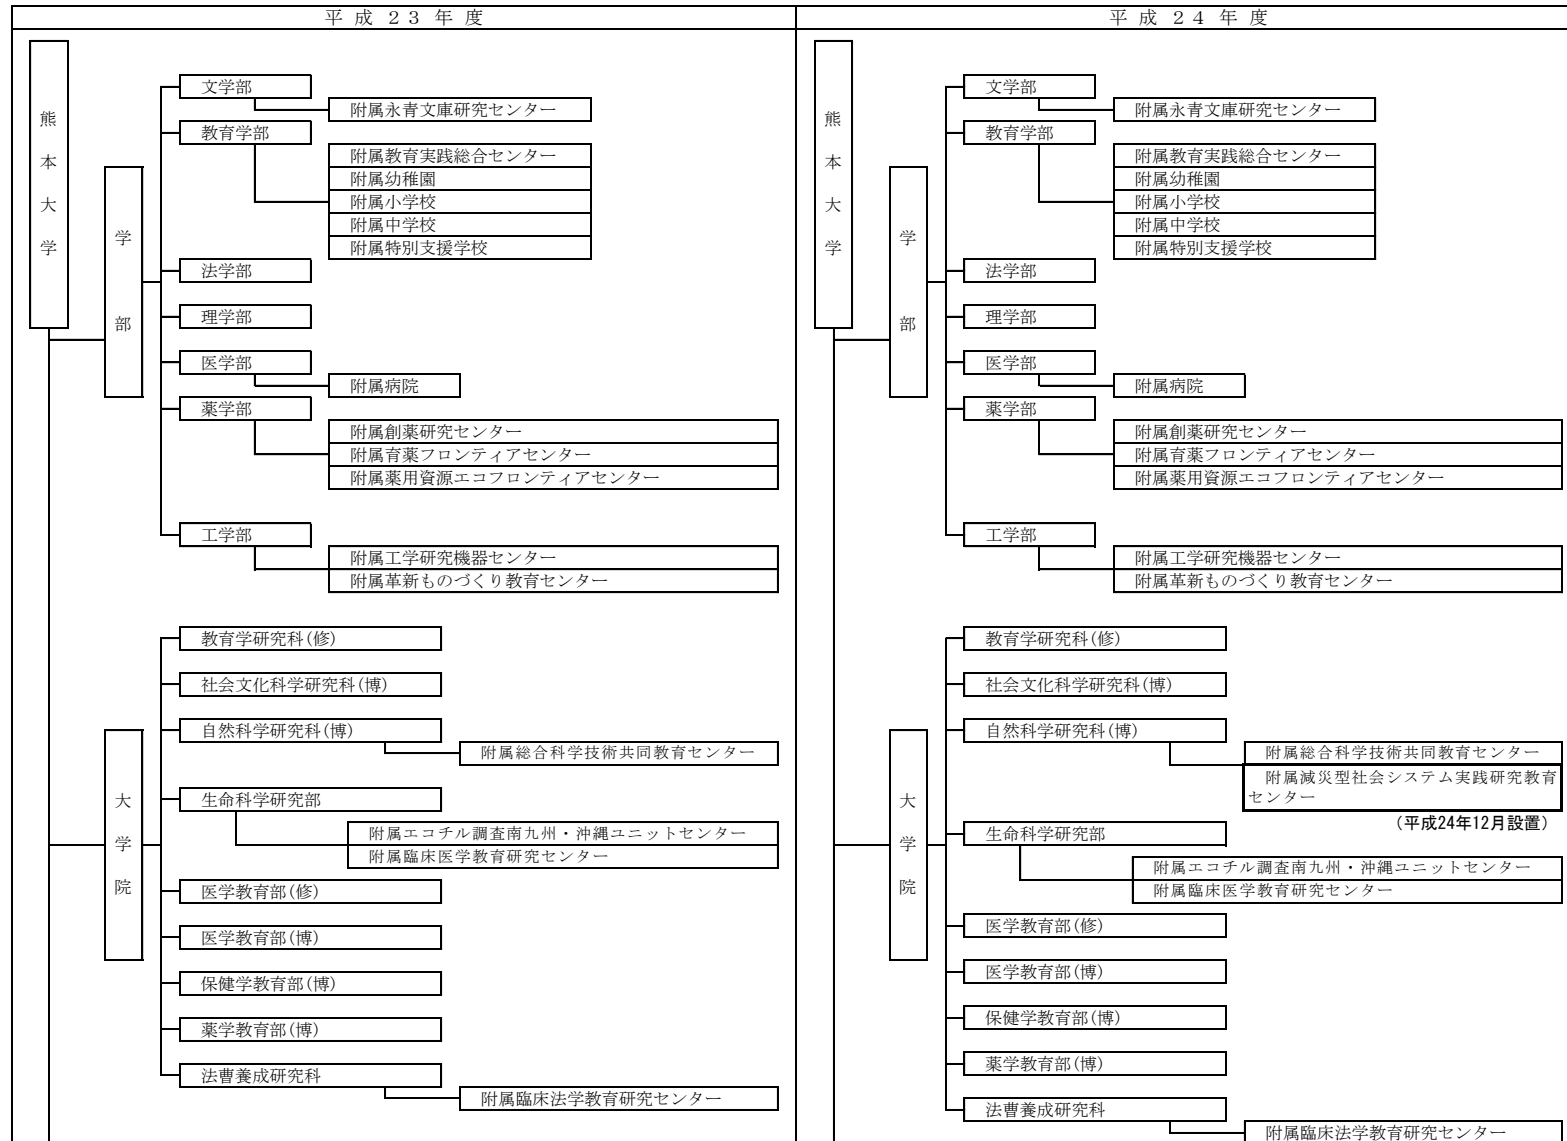 平成23年度
熊本大学
学部
文学部
附属永青文庫研究センター
教育学部
附属教育実践総合センター
附属幼稚園
附属小学校
附属中学校
附属特別支援学校
法学部
理学部
医学部
附属病院
薬学部
附属創薬研究センター
附属育薬フロンティアセンター
附属薬用資源エコフロンティアセンター
工学部
附属工学研究機器センター
附属革新ものづくり教育センター
大学院
教育学研究科(修)
社会文化科学研究科(博)
自然科学研究科(博)
附属総合科学技術共同教育センター
生命科学研究部
附属エコチル調査南九州・沖縄ユニットセンター
附属臨床医学教育研究センター
医学教育部(修)
医学教育部(博)
保健学教育部(博)
薬学教育部(博)
法曹養成研究科
附属臨床法学教育研究センター
平成24年度
熊本大学
学部
文学部
附属永青文庫研究センター
教育学部
附属教育実践総合センター
附属幼稚園
附属小学校
附属中学校
附属特別支援学校
法学部
理学部
医学部
附属病院
薬学部
附属創薬研究センター
附属育薬フロンティアセンター
附属薬用資源エコフロンティアセンター
工学部
附属工学研究機器センター
附属革新ものづくり教育センター
大学院
教育学研究科(修)
社会文化科学研究科(博)
自然科学研究科(博)
附属総合科学技術共同教育センター
附属減災型社会システム実践研究教育
センター
(平成24年12月設置)
生命科学研究部
附属エコチル調査南九州・沖縄ユニットセンター
附属臨床医学教育研究センター
医学教育部(修)
医学教育部(博)
保健学教育部(博)
薬学教育部(博)
法曹養成研究科
附属臨床法学教育研究センター